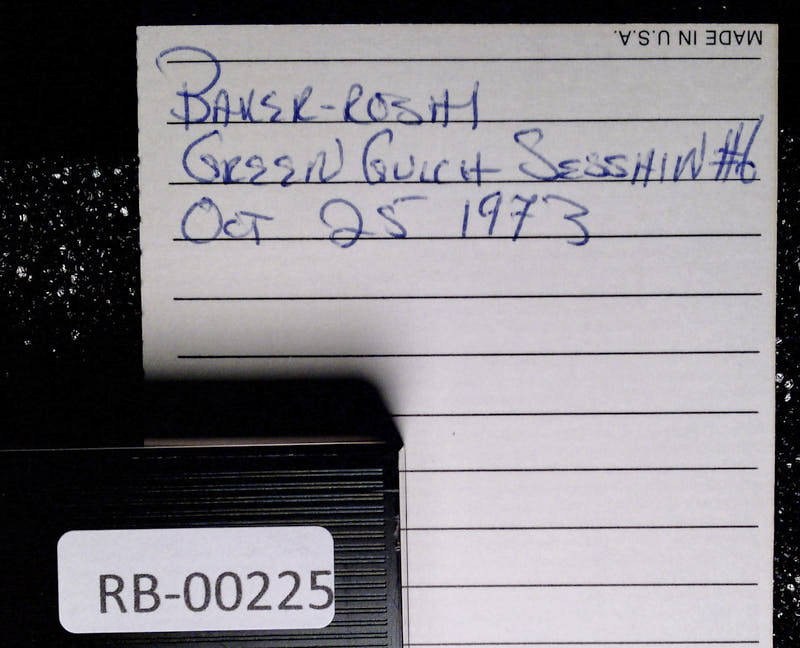 MADE IN U.S.A.
BAKER-ROSHI
GREEN GULCH SESSHIN #6
OCT 25 1973
RB-00225